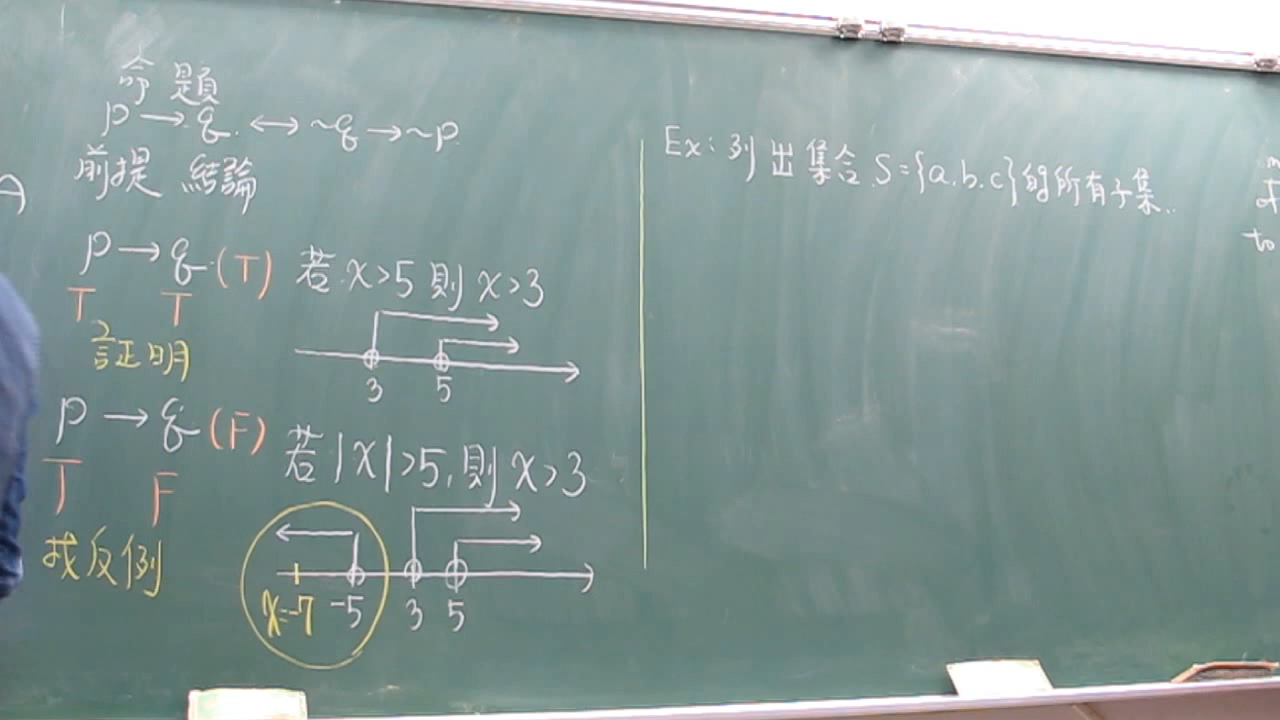 命題
p → q. ↔ ~q → ~p.
前提 結論
p → q (T) 若 x>5 則 x>3
T T
証明
3 5
p → q (F) 若 |x|>5, 則 x>3
T F
找反例
x=-7 -5 3 5
Ex: 列出集合 S={a.b.c}的所有子集..
A
to